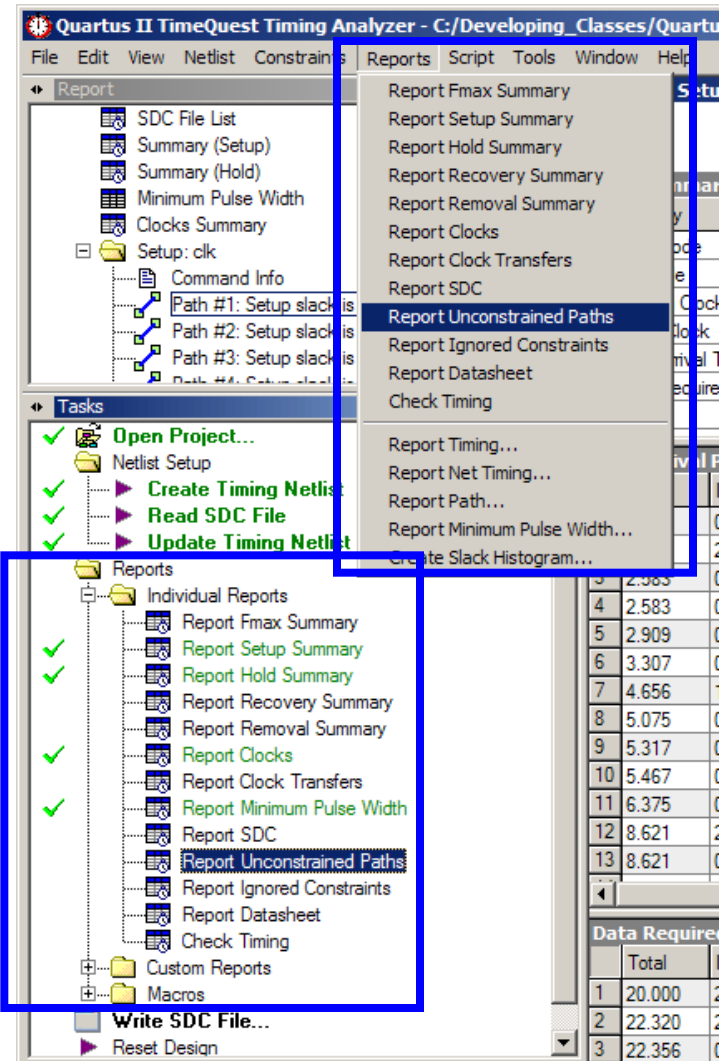 Quartus II TimeQuest Timing Analyzer - C:/Developing_Classes/Quartu
File Edit View Netlist Constraints Reports Script Tools Window Help
Report
SDC File List
Summary (Setup)
Summary (Hold)
Minimum Pulse Width
Clocks Summary
Setup: clk
Command Info
Path #1: Setup slack is
Path #2: Setup slack is
Path #3: Setup slack is
Path #4: Setup slack is
Report Fmax Summary
Report Setup Summary
Report Hold Summary
Report Recovery Summary
Report Removal Summary
Report Clocks
Report Clock Transfers
Report SDC
Report Unconstrained Paths
Report Ignored Constraints
Report Datasheet
Check Timing
Report Timing...
Report Net Timing...
Report Path...
Report Minimum Pulse Width...
Create Slack Histogram...
Tasks
Open Project...
Netlist Setup
Create Timing Netlist
Read SDC File
Update Timing Netlist
Reports
Individual Reports
Report Fmax Summary
Report Setup Summary
Report Hold Summary
Report Recovery Summary
Report Removal Summary
Report Clocks
Report Clock Transfers
Report Minimum Pulse Width
Report SDC
Report Unconstrained Paths
Report Ignored Constraints
Report Datasheet
Check Timing
Custom Reports
Macros
Write SDC File...
Reset Design
3 2.583
4 2.583
5 2.909
6 3.307
7 4.656
8 5.075
9 5.317
10 5.467
11 6.375
12 8.621
13 8.621
Data Require
Total
1 20.000
2 22.320
3 22.356